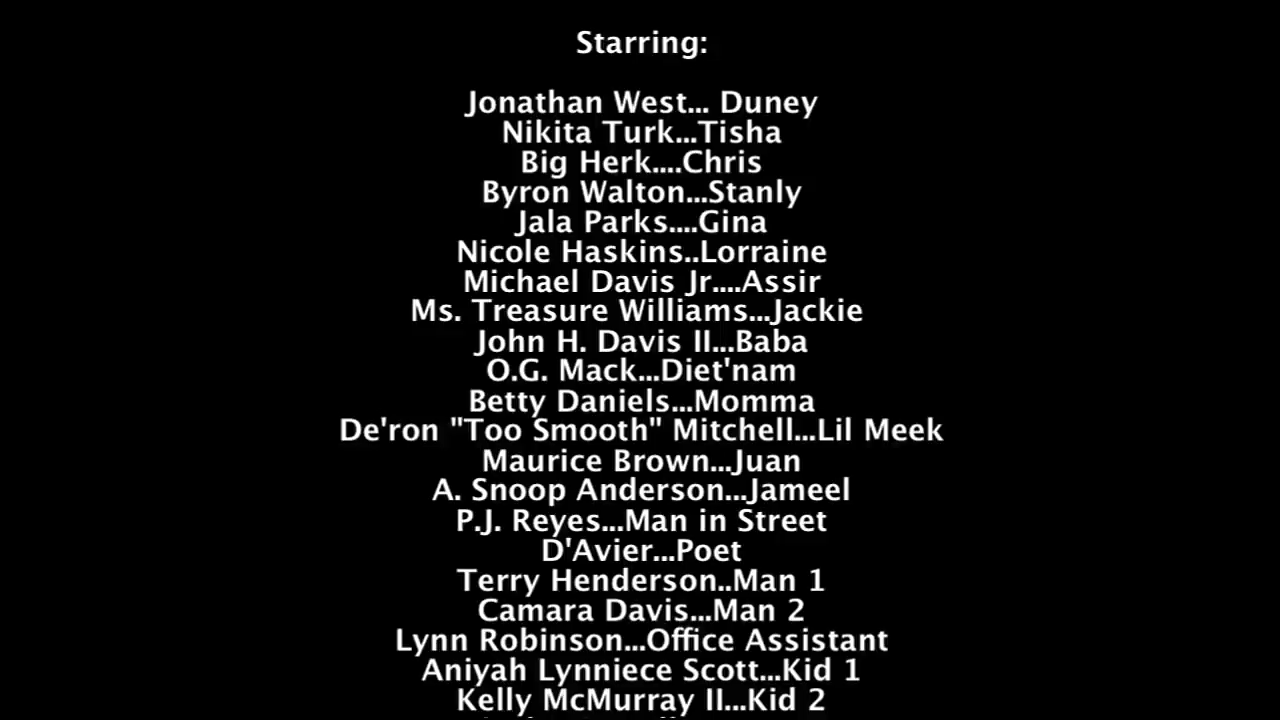 Starring:
Jonathan West... Duney
Nikita Turk...Tisha
Big Herk....Chris
Byron Walton...Stanly
Jala Parks....Gina
Nicole Haskins..Lorraine
Michael Davis Jr....Assir
Ms. Treasure Williams...Jackie
John H. Davis II...Baba
O.G. Mack...Diet'nam
Betty Daniels...Momma
De'ron "Too Smooth" Mitchell...Lil Meek
Maurice Brown...Juan
A. Snoop Anderson...Jameel
P.J. Reyes...Man in Street
D'Avier...Poet
Terry Henderson..Man 1
Camara Davis...Man 2
Lynn Robinson...Office Assistant
Aniyah Lynniece Scott...Kid 1
Kelly McMurray II...Kid 2